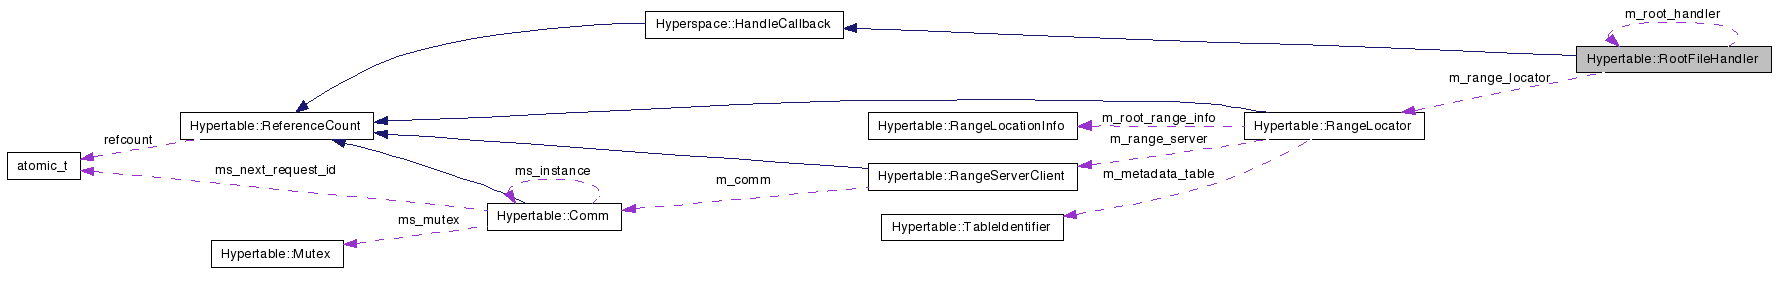 m_root_handler
Hyperspace::HandleCallback
Hypertable::RootFileHandler
m_range_locator
Hypertable::ReferenceCount
Hypertable::RangeLocationInfo
m_root_range_info
Hypertable::RangeLocator
refcount
m_range_server
atomic_t
ms_next_request_id
ms_instance
m_comm
Hypertable::RangeServerClient
m_metadata_table
ms_mutex
Hypertable::Comm
Hypertable::TableIdentifier
Hypertable::Mutex